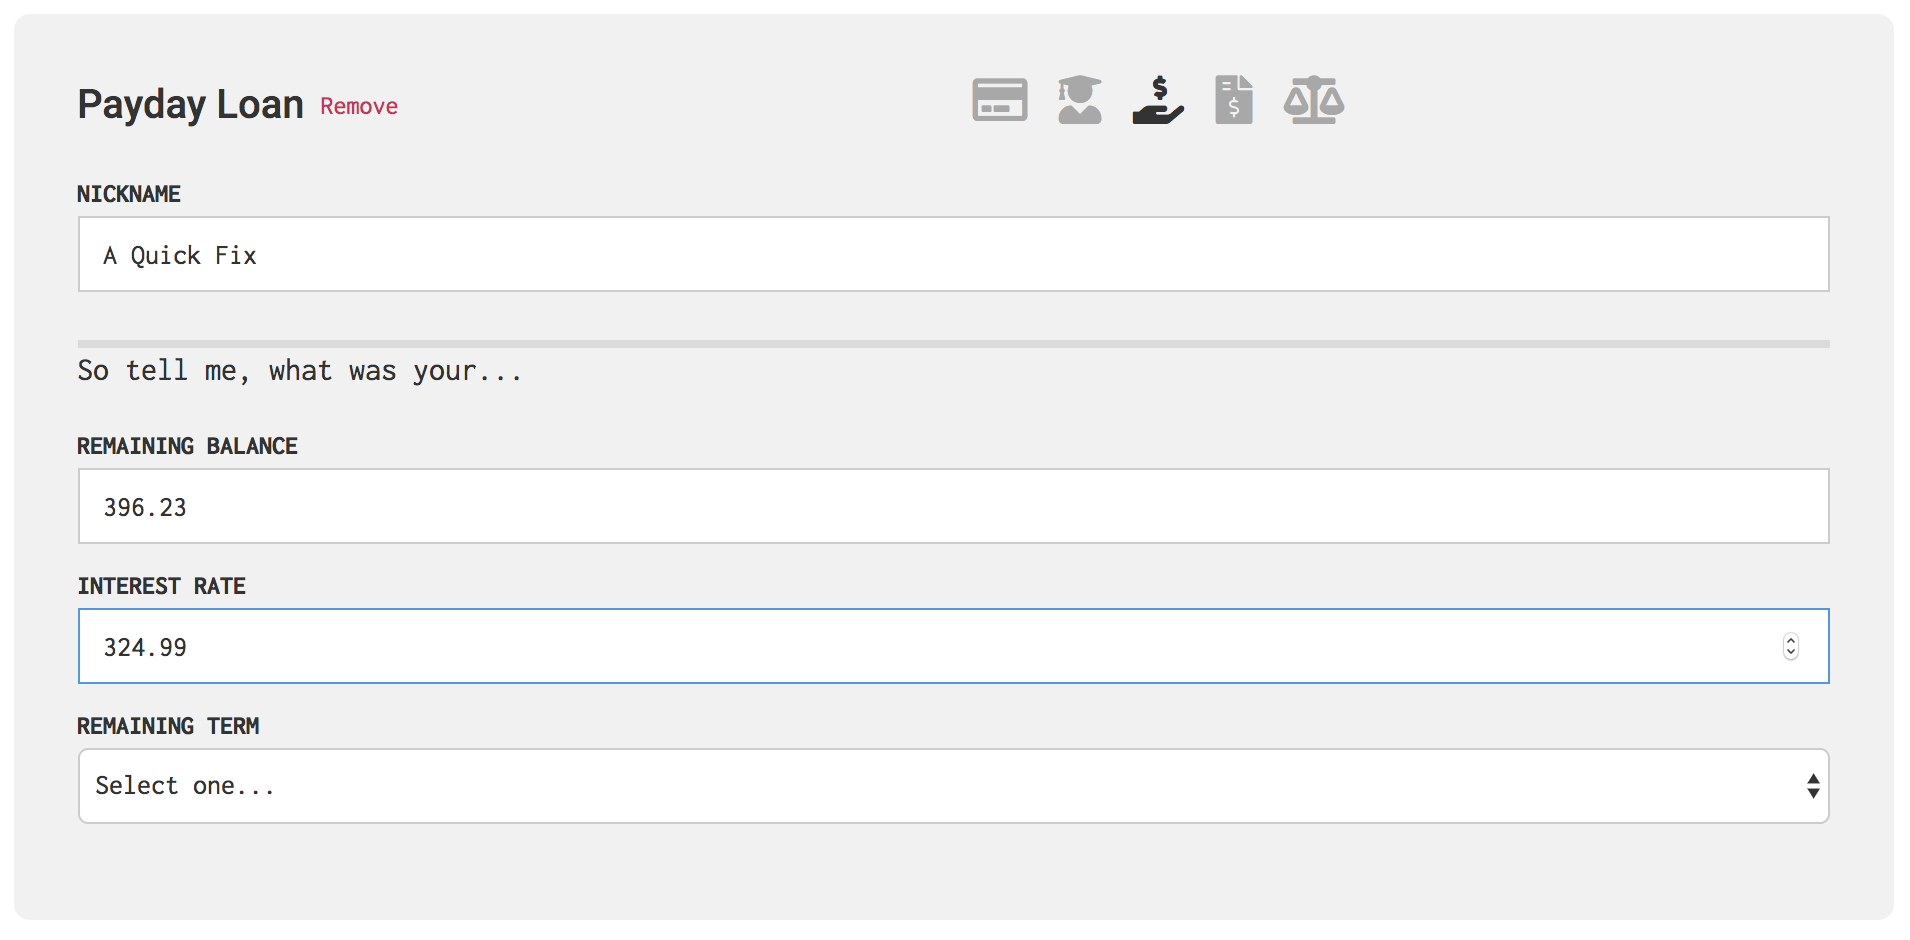 Payday Loan Remove
$
$
NICKNAME
A Quick Fix
So tell me, what was your...
REMAINING BALANCE
396.23
INTEREST RATE
324.99
REMAINING TERM
Select one...